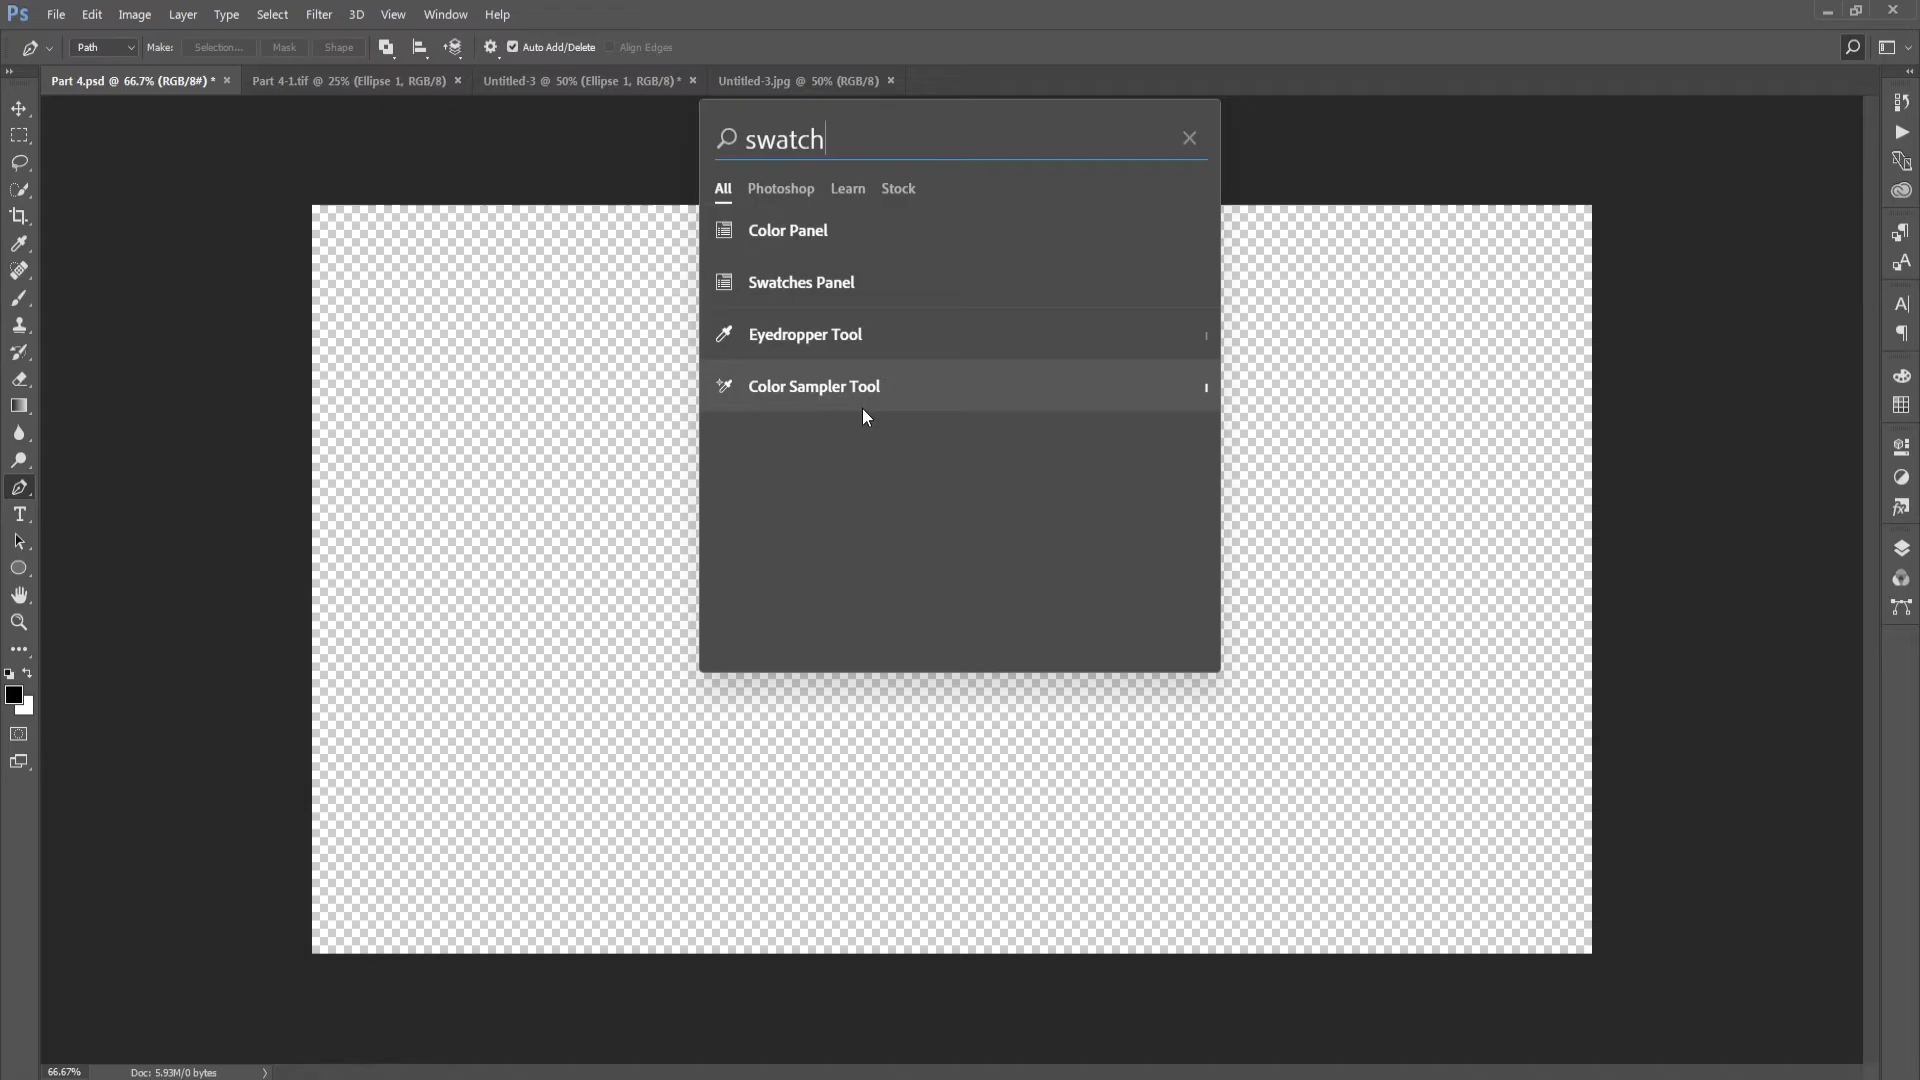 Ps File Edit Image Layer Type Select Filter 3D View Window Help
Path Make: Selection... Mask Shape Auto Add/Delete Align Edges
Part 4.psd @ 66.7% (RGB/8#) * Part 4-1.tif @ 25% (Ellipse 1, RGB/8) Untitled-3 @ 50% (Ellipse 1, RGB/8) * Untitled-3.jpg @ 50% (RGB/8)
swatch
All Photoshop Learn Stock
Color Panel
Swatches Panel
Eyedropper Tool I
Color Sampler Tool I
66.67% Doc: 5.93M/0 bytes